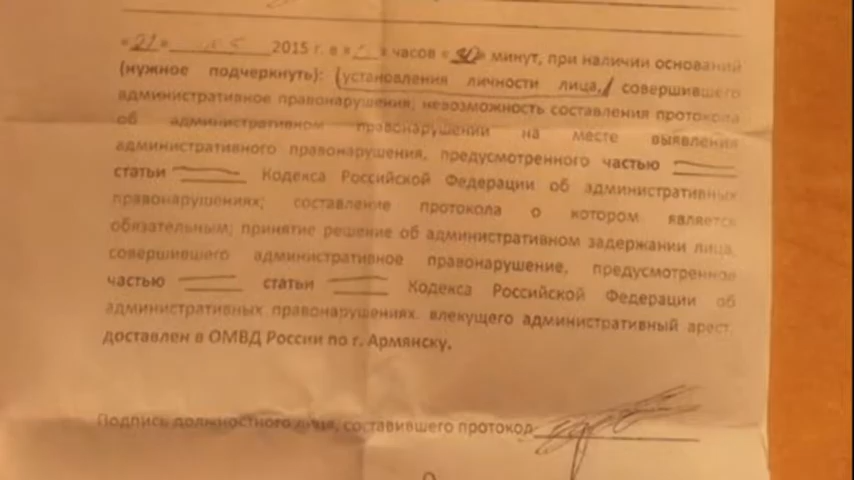 «21» 05 2015 г. в « » часов «30» минут, при наличии оснований
(нужное подчеркнуть): (установления личности лица, совершившего
административное правонарушения; невозможность составления протокола
об административном правонарушении на месте выявления
административного правонарушения, предусмотренного частью
статьи Кодекса Российской Федерации об административных
правонарушениях; составление протокола о котором является
обязательным; принятие решение об административном задержании лица,
совершившего административное правонарушение, предусмотренное
частью статьи Кодекса Российской Федерации об
административных правонарушениях. влекущего административный арест,
доставлен в ОМВД России по г. Армянску.
Подпись должностного лица, составившего протокол